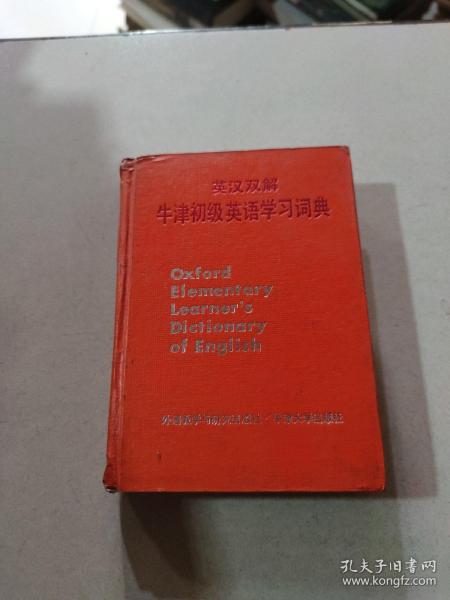 英汉双解
牛津初级英语学习词典
Oxford
Elementary
Learner's
Dictionary
of English
外语教学与研究出版社·牛津大学出版社
孔夫子旧书网
www.kongfz.com